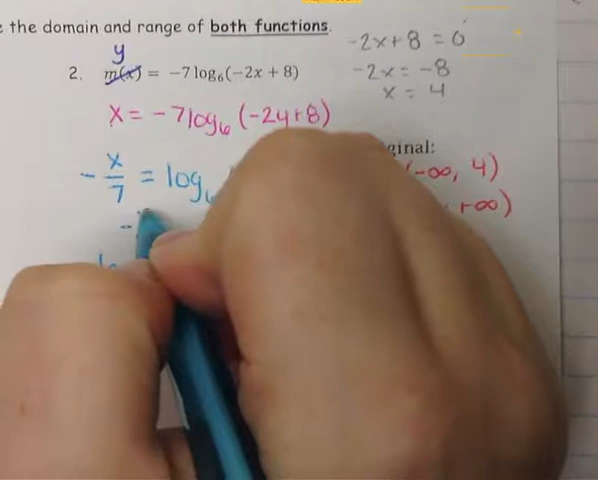 the domain and range of both functions.
y
2. m(x) = -7 log₆(-2x + 8)
-2x+8 = 0
-2x = -8
x = 4
x = -7log₆ (-2y+8)
- x/7 = log₆
ginal:
(-∞, 4)
, +∞)
-